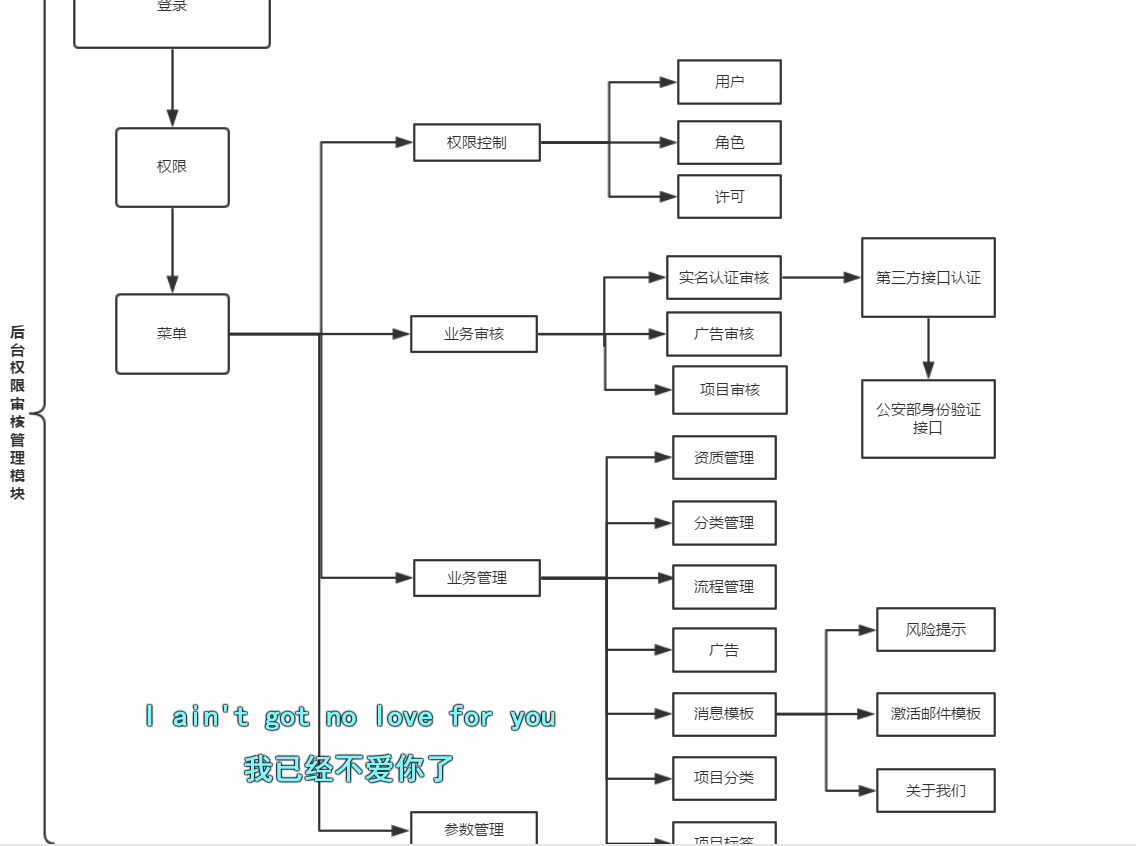 登录
权限
菜单
后台权限审核管理模块
权限控制
用户
角色
许可
业务审核
实名认证审核
第三方接口认证
广告审核
项目审核
公安部身份验证
接口
业务管理
资质管理
分类管理
流程管理
广告
消息模板
风险提示
激活邮件模板
关于我们
项目分类
项目标签
参数管理
I ain't got no love for you
我已经不爱你了